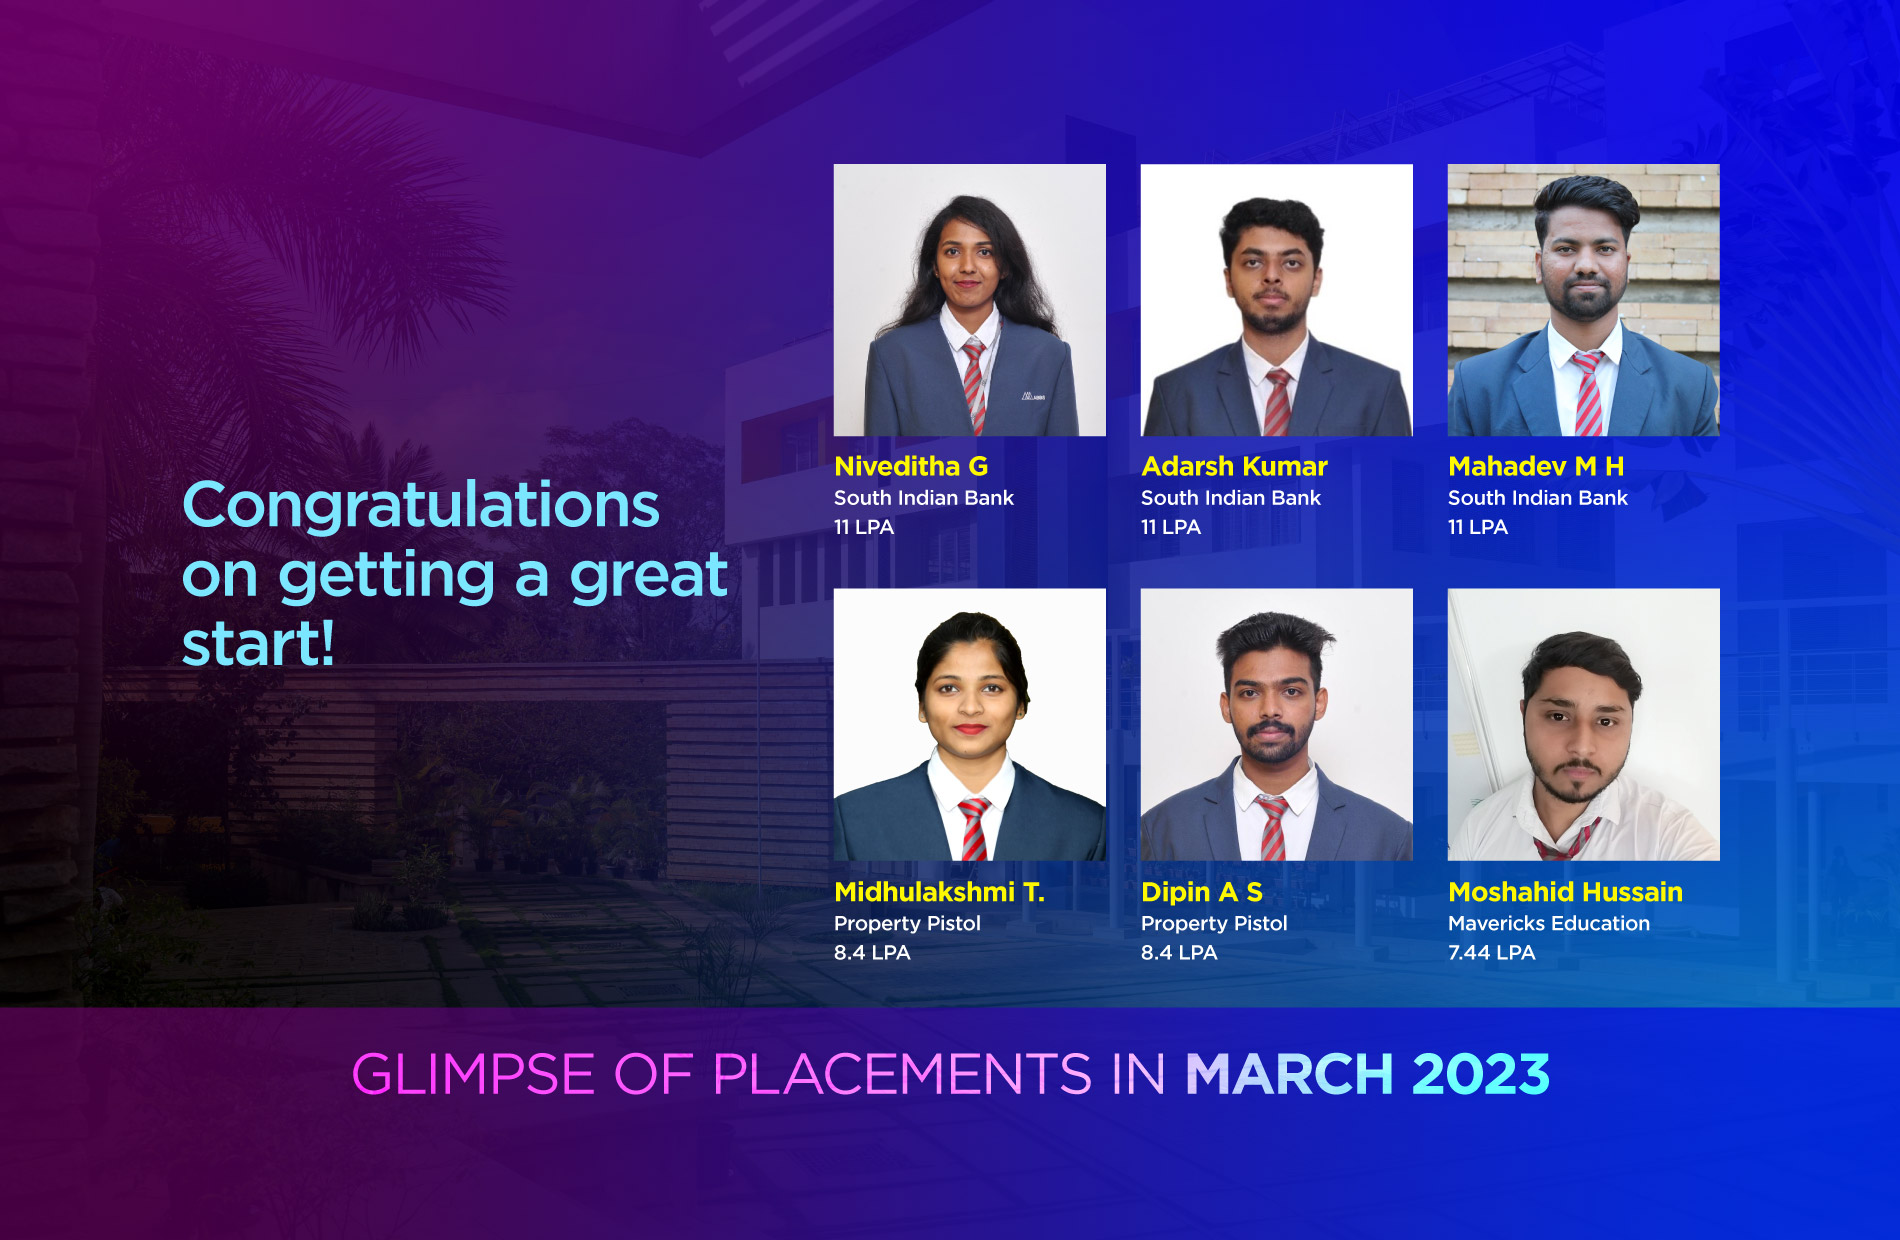 Congratulations
on getting a great
start!
Niveditha G
South Indian Bank
11 LPA
Adarsh Kumar
South Indian Bank
11 LPA
Mahadev M H
South Indian Bank
11 LPA
Midhulakshmi T.
Property Pistol
8.4 LPA
Dipin A S
Property Pistol
8.4 LPA
Moshahid Hussain
Mavericks Education
7.44 LPA
GLIMPSE OF PLACEMENTS IN MARCH 2023